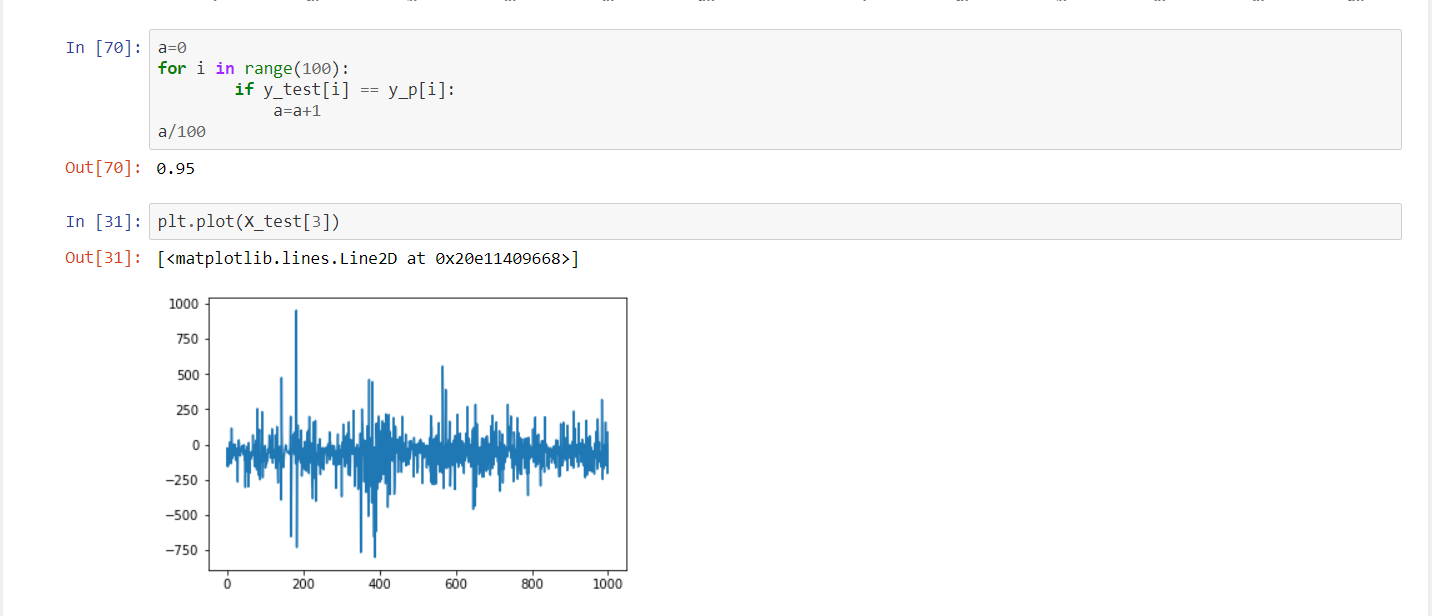 In [70]: a=0
for i in range(100):
if y_test[i] == y_p[i]:
a=a+1
a/100
Out[70]: 0.95
In [31]: plt.plot(X_test[3])
Out[31]: [<matplotlib.lines.Line2D at 0x20e11409668>]
1000
750
500
250
0
−250
−500
−750
0 200 400 600 800 1000